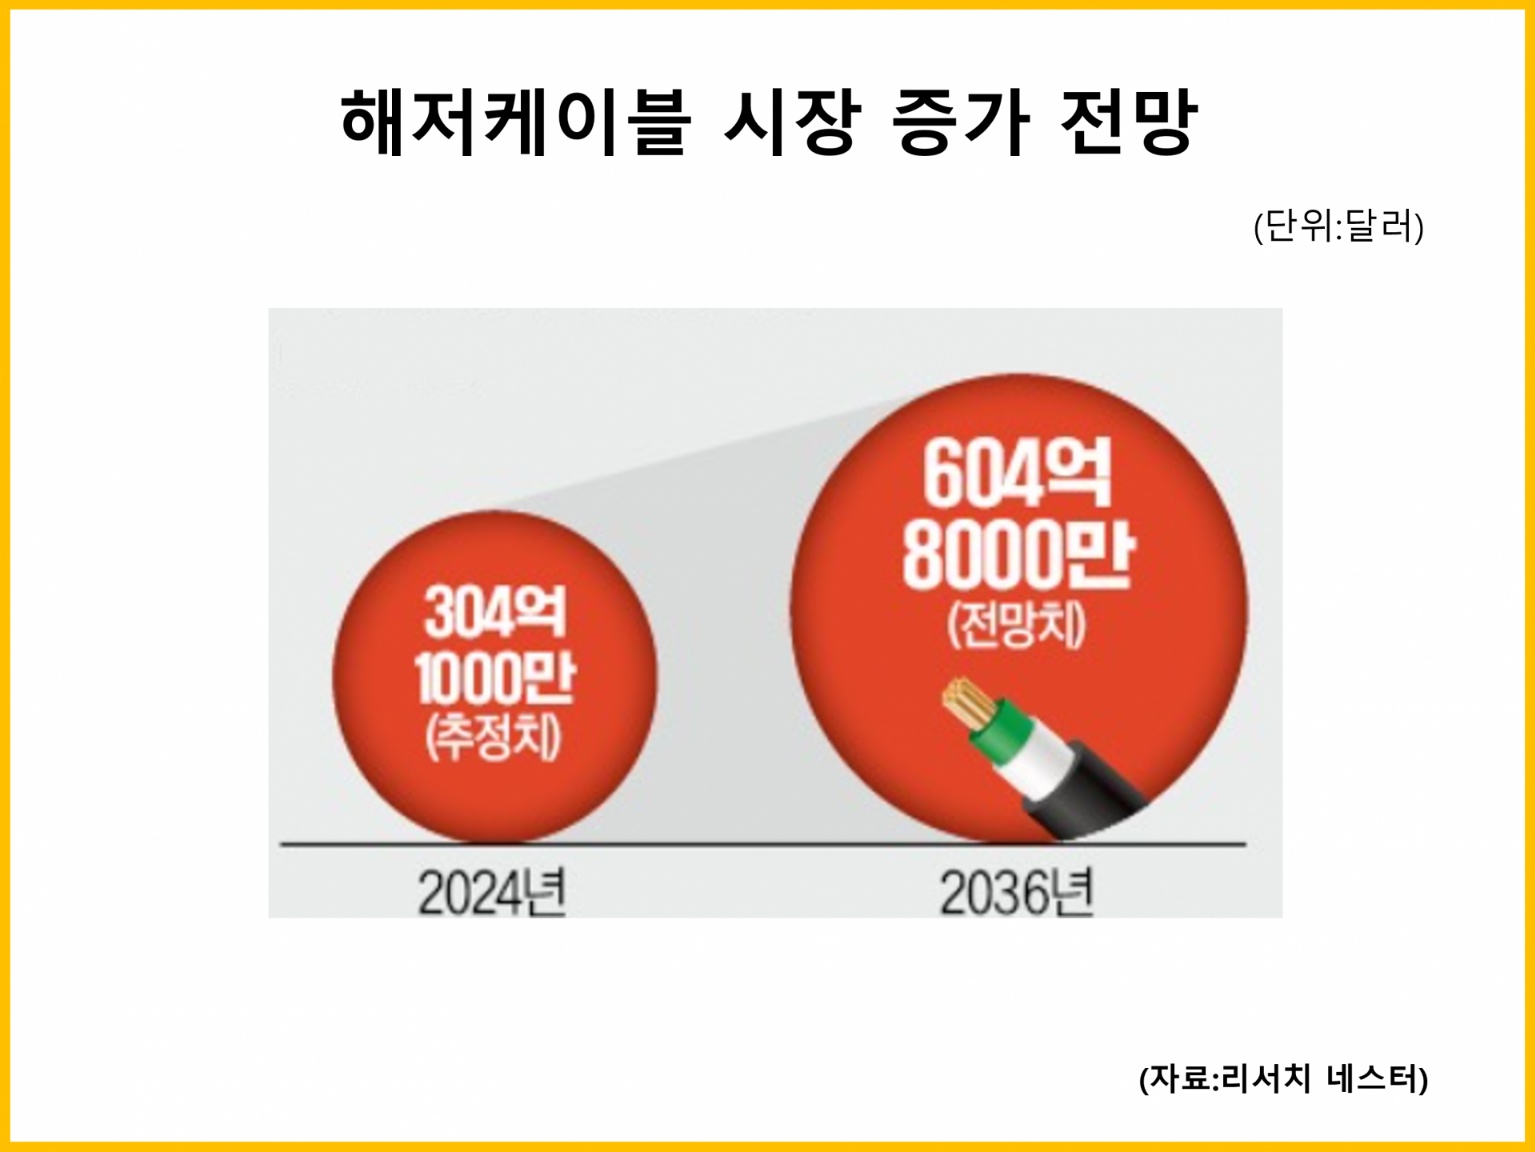 해저케이블 시장 증가 전망
(단위:달러)
304억
1000만
(추정치)
604억
8000만
(전망치)
2024년
2036년
(자료:리서치 네스터)